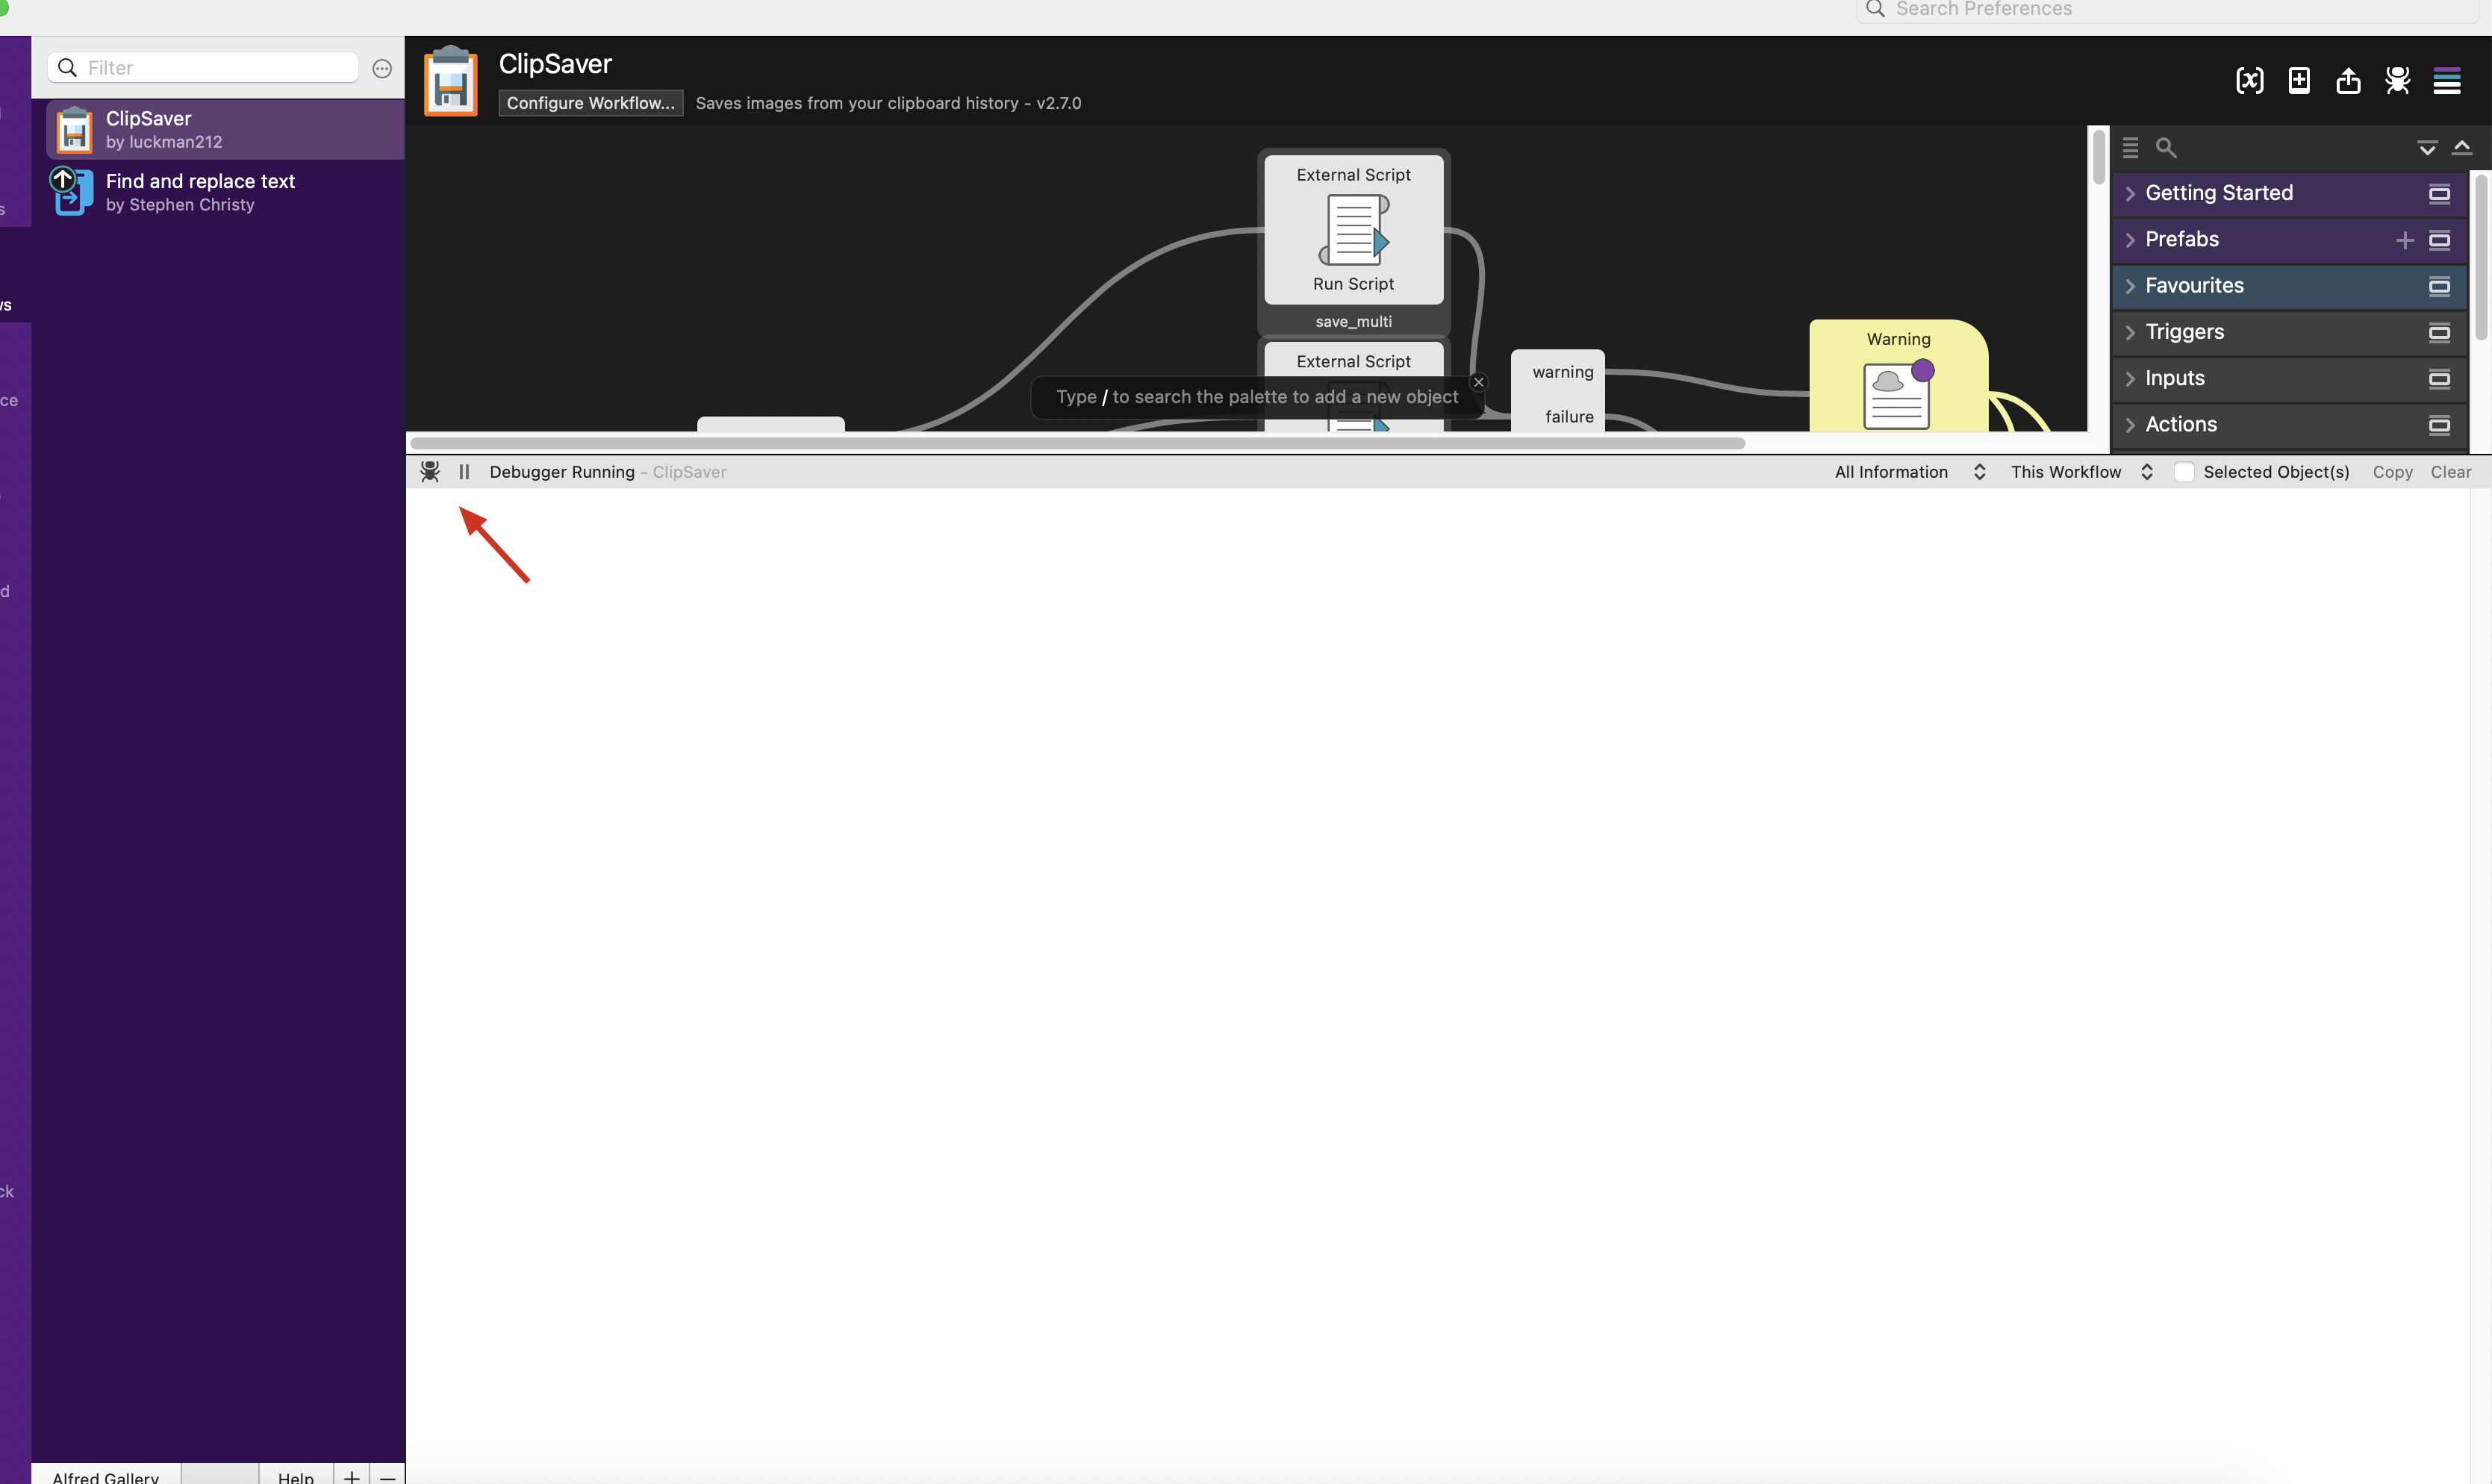 Search Preferences
Filter
ClipSaver
by luckman212
Find and replace text
by Stephen Christy
s
ws
ce
d
ck
ClipSaver
Configure Workflow...
Saves images from your clipboard history - v2.7.0
External Script
Run Script
save_multi
External Script
Type / to search the palette to add a new object
warning
failure
Warning
Getting Started
Prefabs
Favourites
Triggers
Inputs
Actions
Debugger Running - ClipSaver
All Information
This Workflow
Selected Object(s)
Copy
Clear
Alfred Gallery
Help